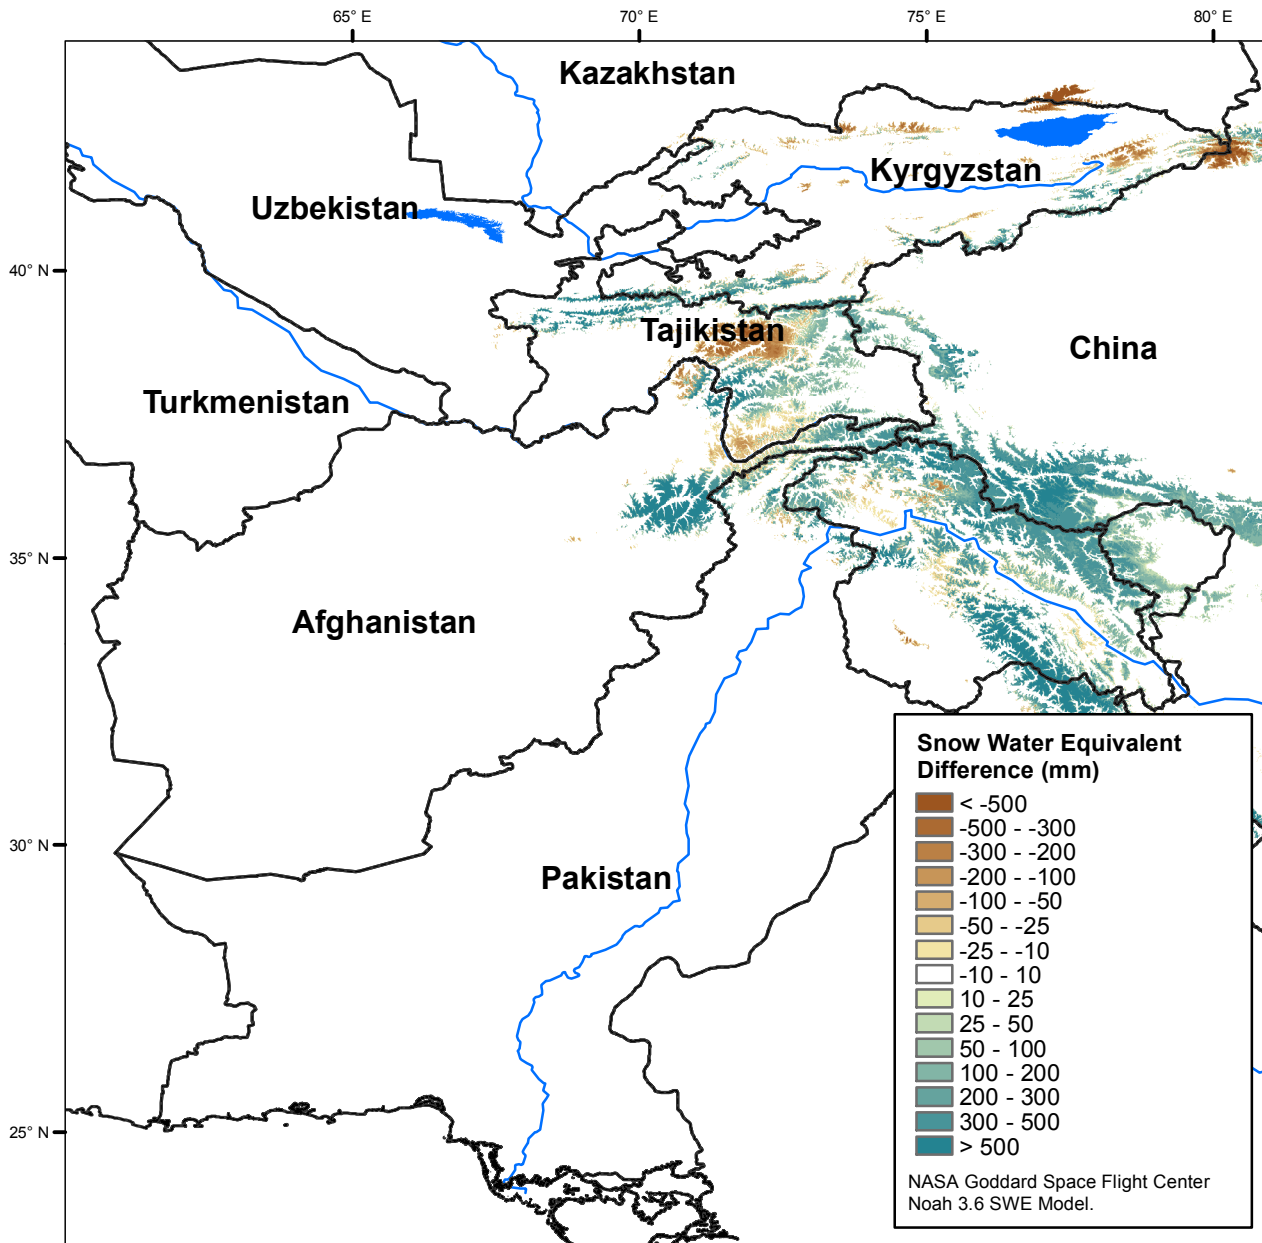 65° E
70° E
75° E
80° E
Kazakhstan
Kyrgyzstan
Uzbekistan
40° N
Tajikistan
China
Turkmenistan
35° N
Afghanistan
30° N
Pakistan
25° N
Snow Water Equivalent
Difference (mm)
< -500
-500 - -300
-300 - -200
-200 - -100
-100 - -50
-50 - -25
-25 - -10
-10 - 10
10 - 25
25 - 50
50 - 100
100 - 200
200 - 300
300 - 500
> 500
NASA Goddard Space Flight Center
Noah 3.6 SWE Model.